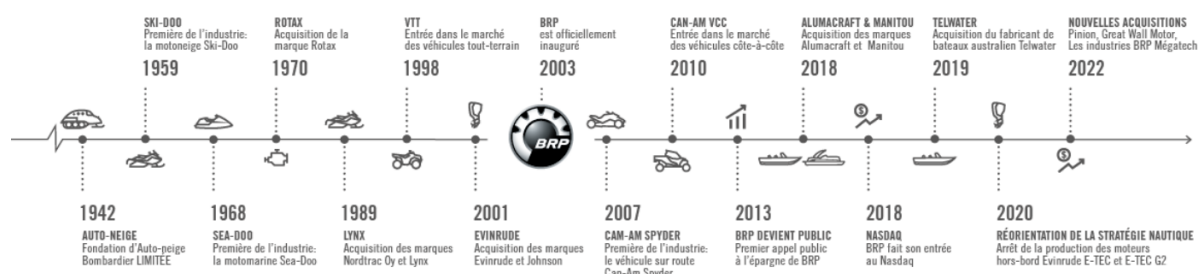 SKI-DOO
Première de l'industrie:
la motoneige Ski-Doo
1959
ROTAX
Acquisition de la
marque Rotax
1970
VTT
Entrée dans le marché
des véhicules tout-terrain
1998
BRP
est officiellement
inauguré
2003
CAN-AM VCC
Entrée dans le marché
des véhicules côte-à-côte
2010
ALUMACRAFT & MANITOU
Acquisition des marques
Alumacraft et Manitou
2018
TELWATER
Acquisition du fabricant de
bateaux australien Telwater
2019
NOUVELLES ACQUISITIONS
Pinion, Great Wall Motor,
Les industries BRP Mégatech
2022
BRP
1942
AUTO-NEIGE
Fondation d'Auto-neige
Bombardier LIMITÉE
1968
SEA-DOO
Première de l'industrie:
la motomarine Sea-Doo
1989
LYNX
Acquisition des marques
Nordtrac Oy et Lynx
2001
EVINRUDE
Acquisition des marques
Evinrude et Johnson
2007
CAM-AM SPYDER
Première de l'industrie:
le véhicule sur route
Can-Am Spyder
2013
BRP DEVIENT PUBLIC
Premier appel public
à l'épargne de BRP
2018
NASDAQ
BRP fait son entrée
au Nasdaq
2020
RÉORIENTATION DE LA STRATÉGIE NAUTIQUE
Arrêt de la production des moteurs
hors-bord Evinrude E-TEC et E-TEC G2